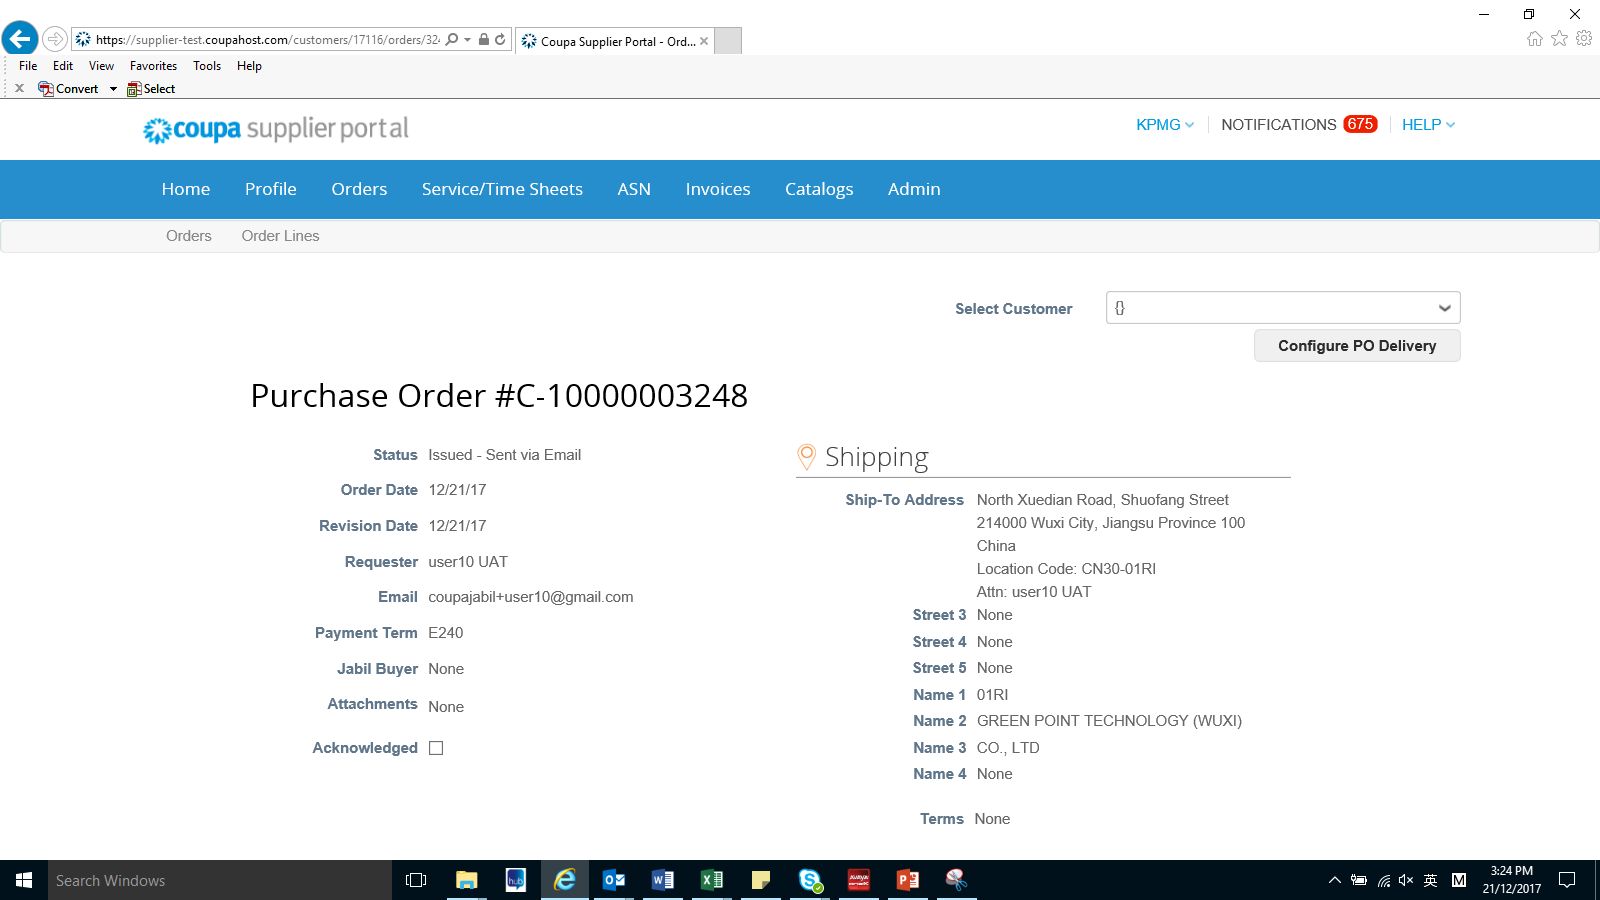 https://supplier-test.coupahost.com/customers/17116/orders/324
Coupa Supplier Portal - Ord...
File Edit View Favorites Tools Help
x Convert Select
coupa supplier portal
KPMG NOTIFICATIONS 675 HELP
Home Profile Orders Service/Time Sheets ASN Invoices Catalogs Admin
Orders Order Lines
Select Customer {}
Configure PO Delivery
Purchase Order #C-10000003248
Status Issued - Sent via Email
Order Date 12/21/17
Revision Date 12/21/17
Requester user10 UAT
Email coupajabil+user10@gmail.com
Payment Term E240
Jabil Buyer None
Attachments None
Acknowledged
Shipping
Ship-To Address North Xuedian Road, Shuofang Street
214000 Wuxi City, Jiangsu Province 100
China
Location Code: CN30-01RI
Attn: user10 UAT
Street 3 None
Street 4 None
Street 5 None
Name 1 01RI
Name 2 GREEN POINT TECHNOLOGY (WUXI)
Name 3 CO., LTD
Name 4 None
Terms None
Search Windows
hub
英 M
3:24 PM
21/12/2017